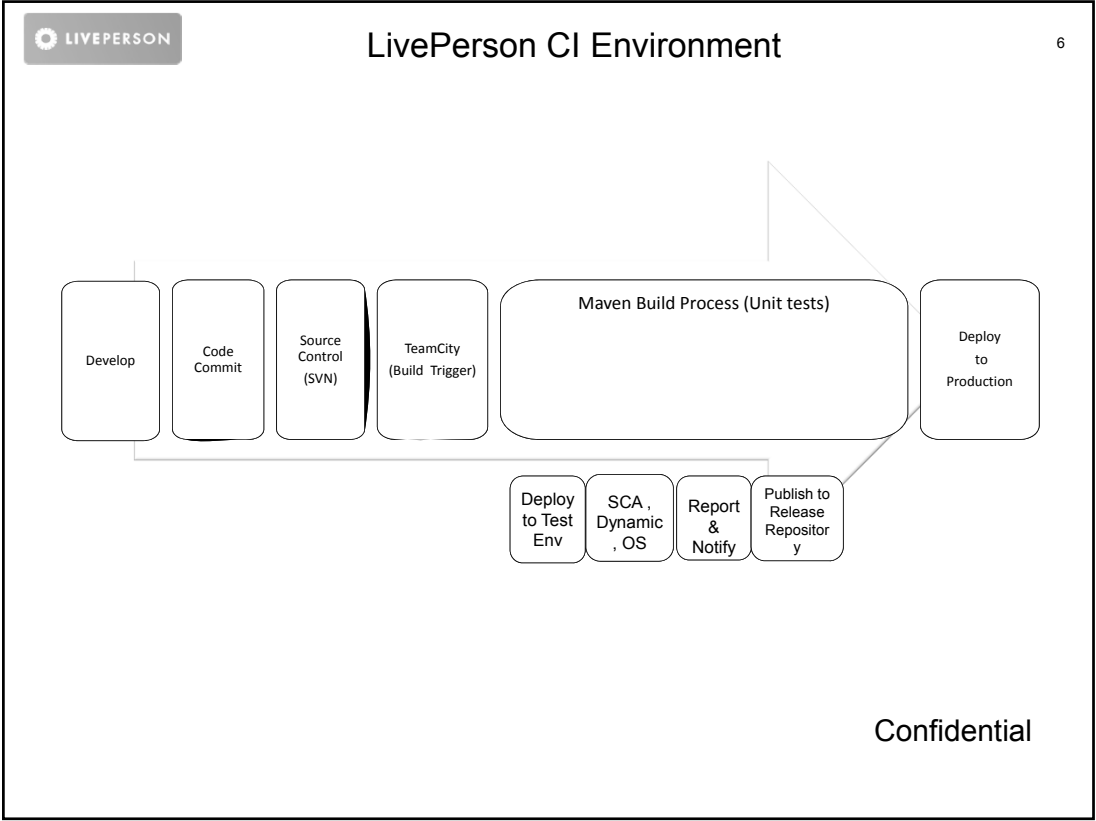 LIVEPERSON
LivePerson CI Environment
6
Develop
Code
Commit
Source
Control
(SVN)
TeamCity
(Build Trigger)
Maven Build Process (Unit tests)
Deploy
to
Production
Deploy
to Test
Env
SCA ,
Dynamic
, OS
Report
&
Notify
Publish to
Release
Repositor
y
Confidential